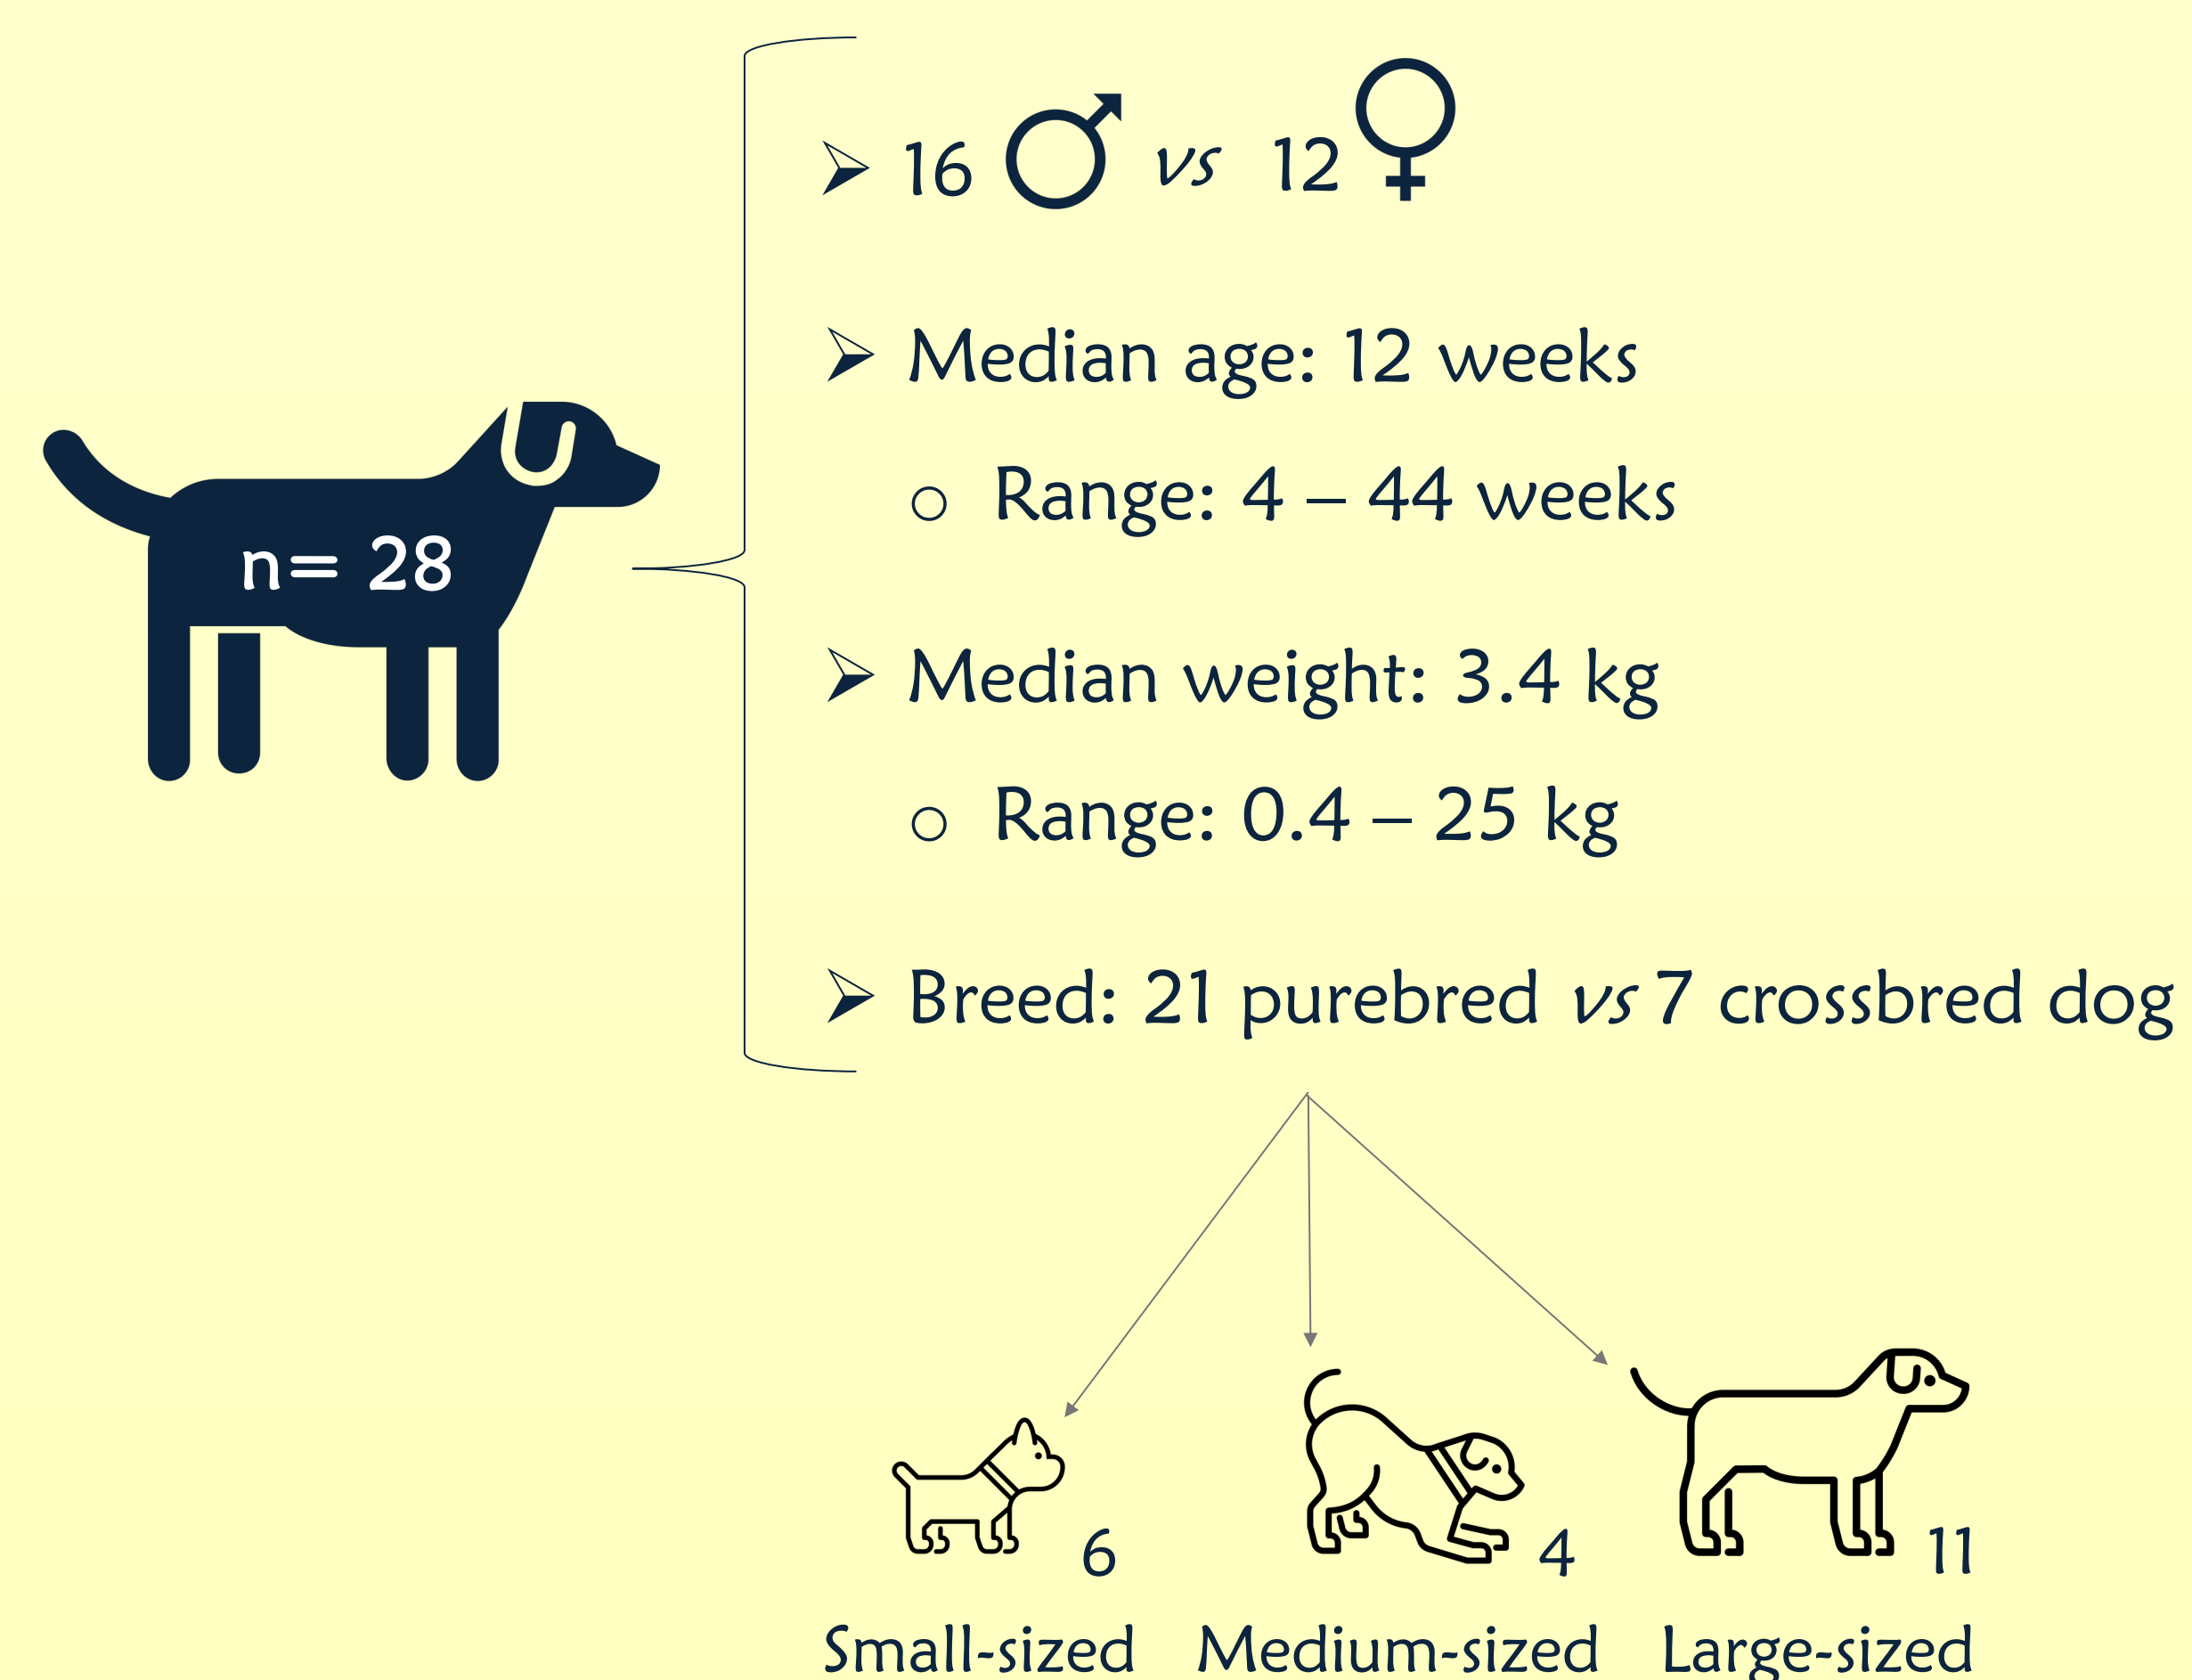 16 ♂ vs 12 ♀
Median age: 12 weeks
Range: 4 – 44 weeks
n= 28
Median weight: 3.4 kg
Range: 0.4 – 25 kg
Breed: 21 purebred vs 7 crossbred dog
6 4 11
Small-sized Medium-sized Large-sized